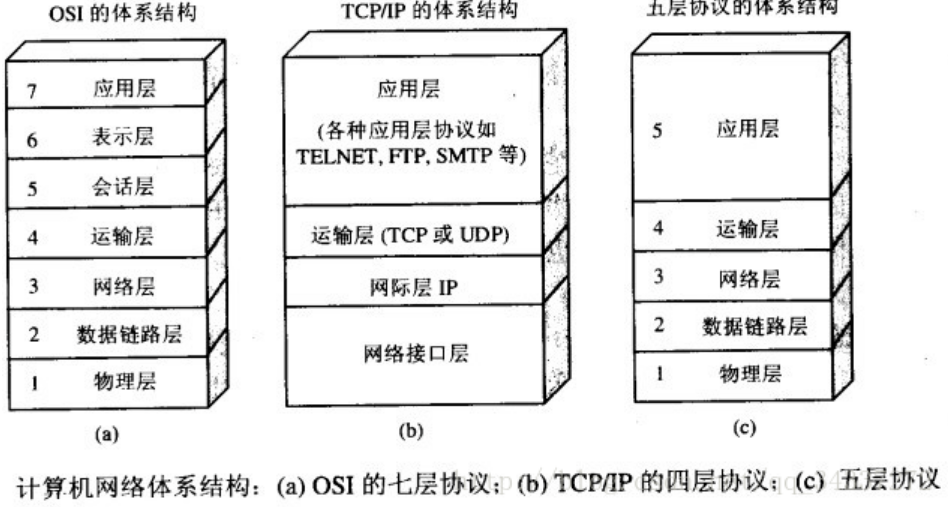 OSI 的体系结构
7 应用层
6 表示层
5 会话层
4 运输层
3 网络层
2 数据链路层
1 物理层
(a)
TCP/IP 的体系结构
应用层
(各种应用层协议如
TELNET, FTP, SMTP 等)
运输层 (TCP 或 UDP)
网际层 IP
网络接口层
(b)
五层协议的体系结构
5 应用层
4 运输层
3 网络层
2 数据链路层
1 物理层
(c)
计算机网络体系结构：(a) OSI 的七层协议；(b) TCP/IP 的四层协议；(c) 五层协议